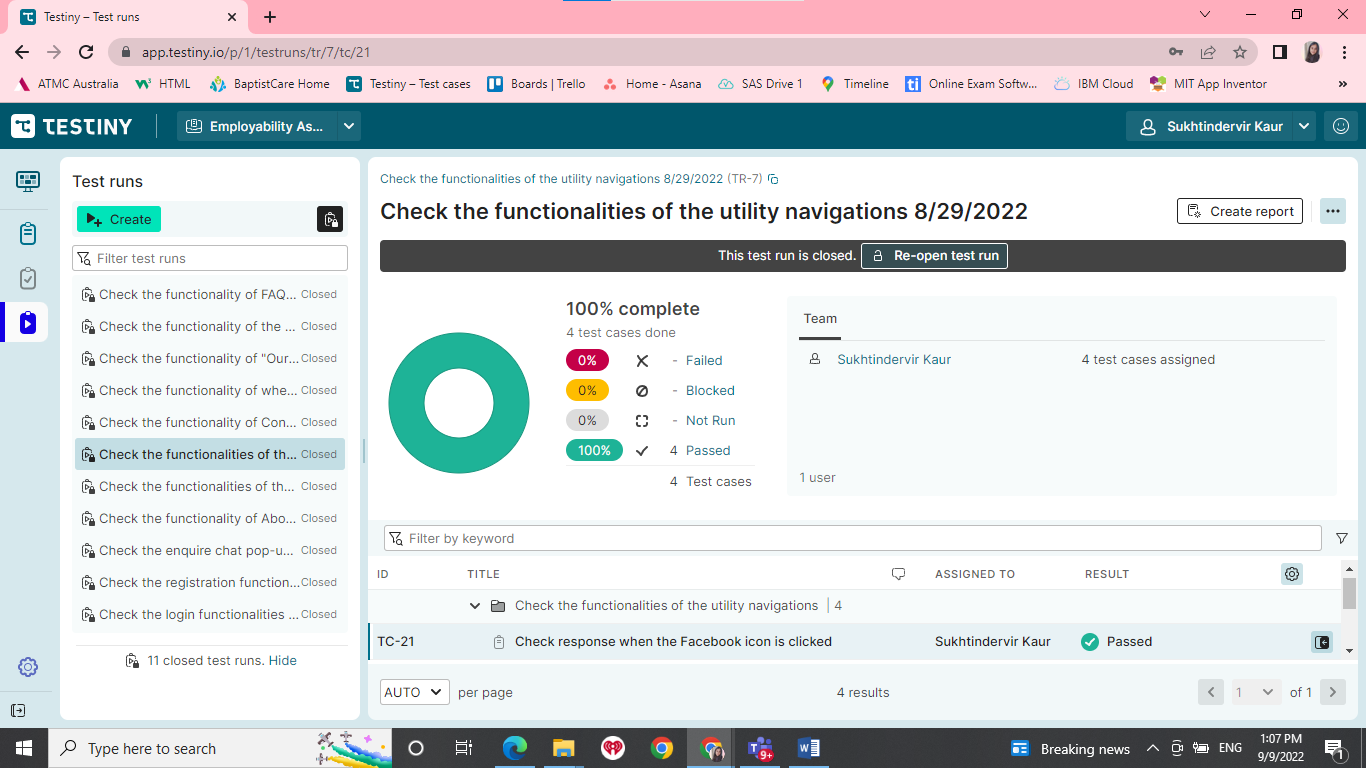 Testiny – Test runs
app.testiny.io/p/1/testruns/tr/7/tc/21
ATMC Australia
HTML
BaptistCare Home
Testiny – Test cases
Boards | Trello
Home - Asana
SAS Drive 1
Timeline
Online Exam Softw...
IBM Cloud
MIT App Inventor
»
TESTINY
Employability As...
Sukhtindervir Kaur
Test runs
Create
Filter test runs
Check the functionality of FAQ... Closed
Check the functionality of the ... Closed
Check the functionality of "Our... Closed
Check the functionality of whe... Closed
Check the functionality of Con... Closed
Check the functionalities of th... Closed
Check the functionalities of th... Closed
Check the functionality of Abo... Closed
Check the enquire chat pop-u... Closed
Check the registration function... Closed
Check the login functionalities ... Closed
11 closed test runs. Hide
Check the functionalities of the utility navigations 8/29/2022 (TR-7)
Check the functionalities of the utility navigations 8/29/2022
Create report
This test run is closed. Re-open test run
100% complete
4 test cases done
0% - Failed
0% - Blocked
0% - Not Run
100% 4 Passed
4 Test cases
Team
Sukhtindervir Kaur 4 test cases assigned
1 user
Filter by keyword
ID TITLE ASSIGNED TO RESULT
Check the functionalities of the utility navigations | 4
TC-21 Check response when the Facebook icon is clicked Sukhtindervir Kaur Passed
AUTO per page 4 results 1 of 1
Type here to search
9+
Breaking news
ENG
1:07 PM
9/9/2022
1